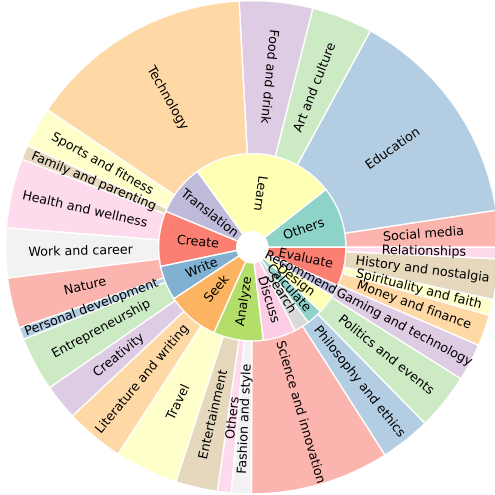 Food and drink
Art and culture
Technology
Education
Sports and fitness
Family and parenting
Health and wellness
Work and career
Nature
Personal development
Entrepreneurship
Creativity
Literature and writing
Travel
Entertainment
Others
Fashion and style
Science and innovation
Philosophy and ethics
Politics and events
Gaming and technology
Money and finance
Spirituality and faith
History and nostalgia
Relationships
Social media
Learn
Translation
Others
Create
Write
Seek
Analyze
Discuss
Search
Calculate
Design
Recommend
Evaluate